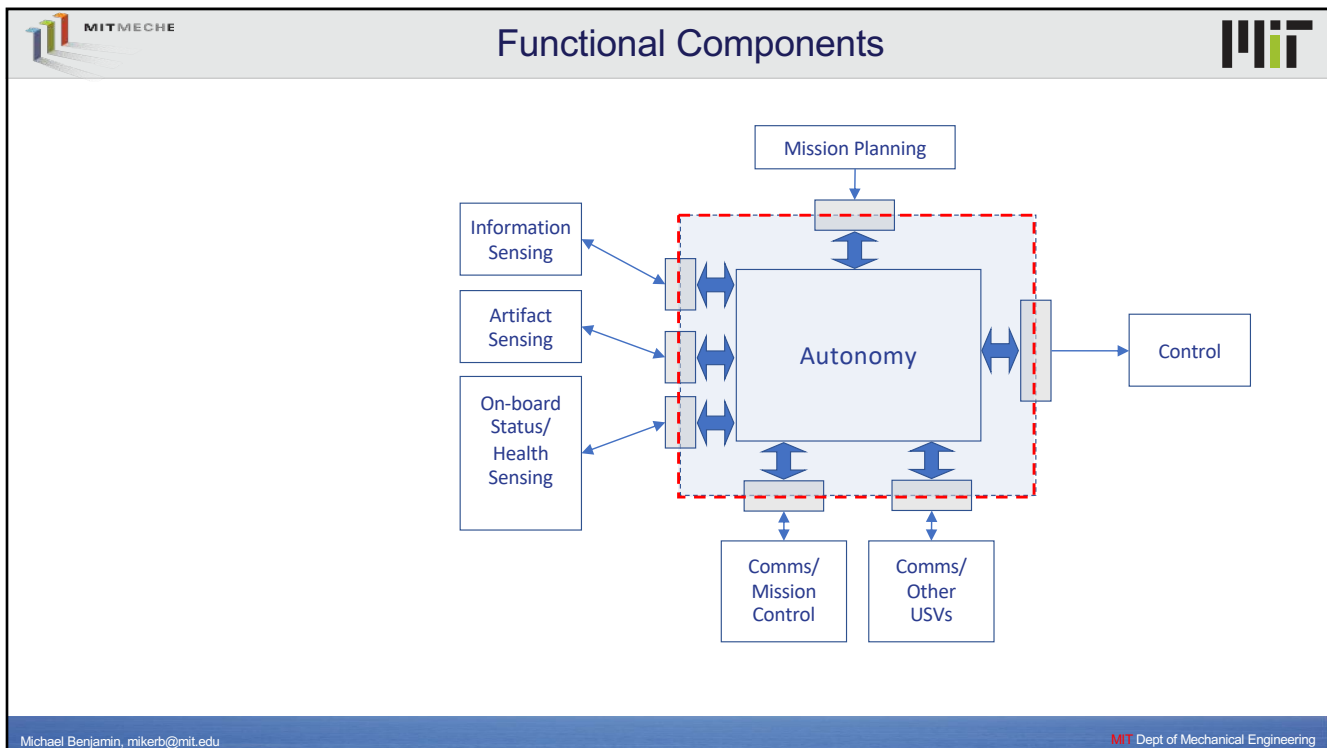 MITMECHE
Functional Components
MIT
Mission Planning
Information
Sensing
Artifact
Sensing
On-board
Status/
Health
Sensing
Autonomy
Control
Comms/
Mission
Control
Comms/
Other
USVs
Michael Benjamin, mikerb@mit.edu
MIT Dept of Mechanical Engineering